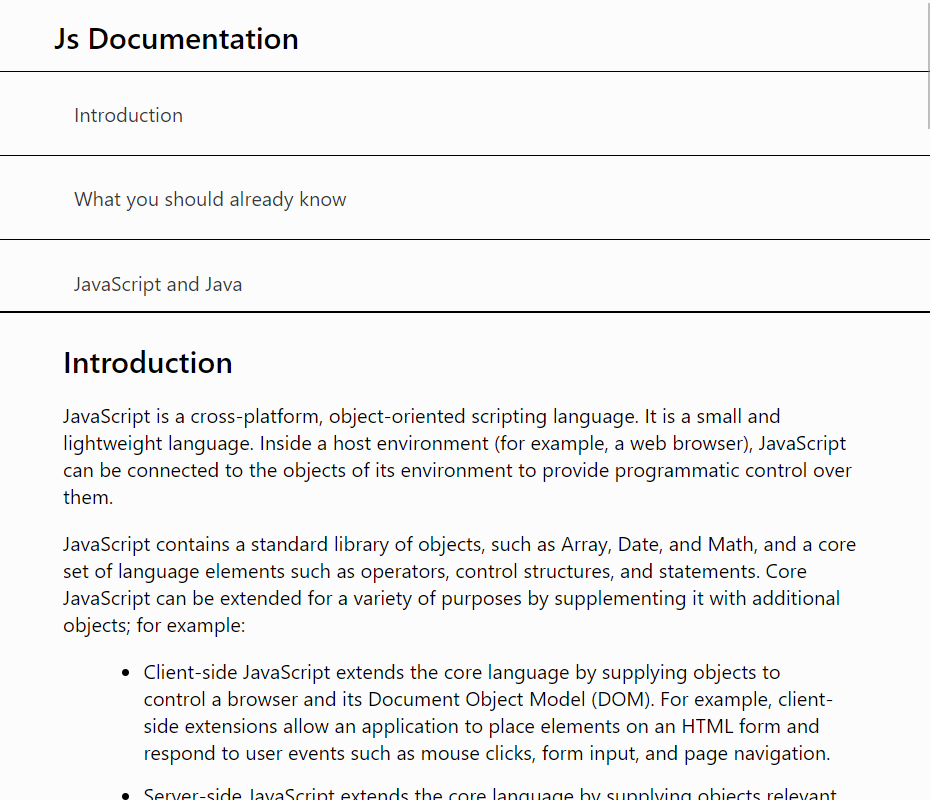 Js Documentation
Introduction
What you should already know
JavaScript and Java
Introduction
JavaScript is a cross-platform, object-oriented scripting language. It is a small and
lightweight language. Inside a host environment (for example, a web browser), JavaScript
can be connected to the objects of its environment to provide programmatic control over
them.
JavaScript contains a standard library of objects, such as Array, Date, and Math, and a core
set of language elements such as operators, control structures, and statements. Core
JavaScript can be extended for a variety of purposes by supplementing it with additional
objects; for example:
• Client-side JavaScript extends the core language by supplying objects to
control a browser and its Document Object Model (DOM). For example, client-
side extensions allow an application to place elements on an HTML form and
respond to user events such as mouse clicks, form input, and page navigation.
• Server-side JavaScript extends the core language by supplying objects relevant